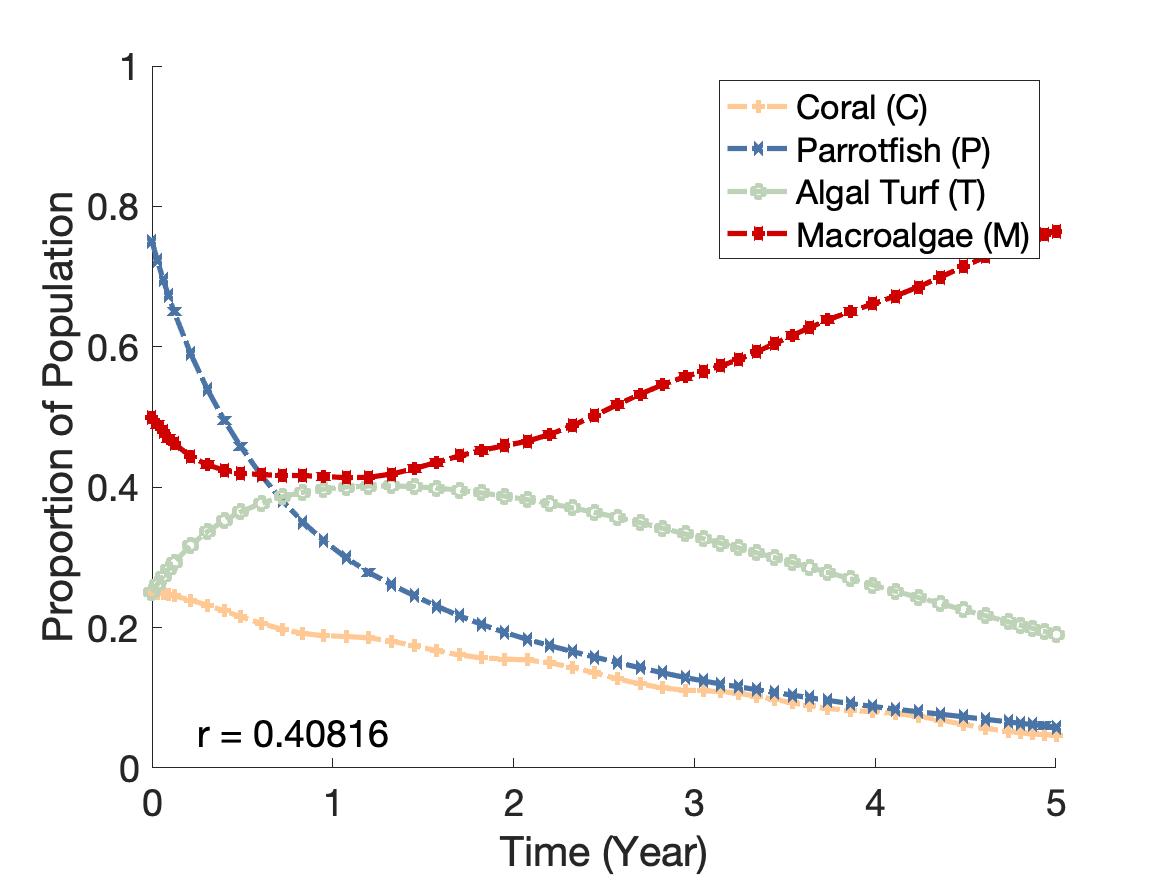 1
0.8
0.6
0.4
0.2
0
Proportion of Population
Coral (C)
Parrotfish (P)
Algal Turf (T)
Macroalgae (M)
r = 0.40816
0 1 2 3 4 5
Time (Year)